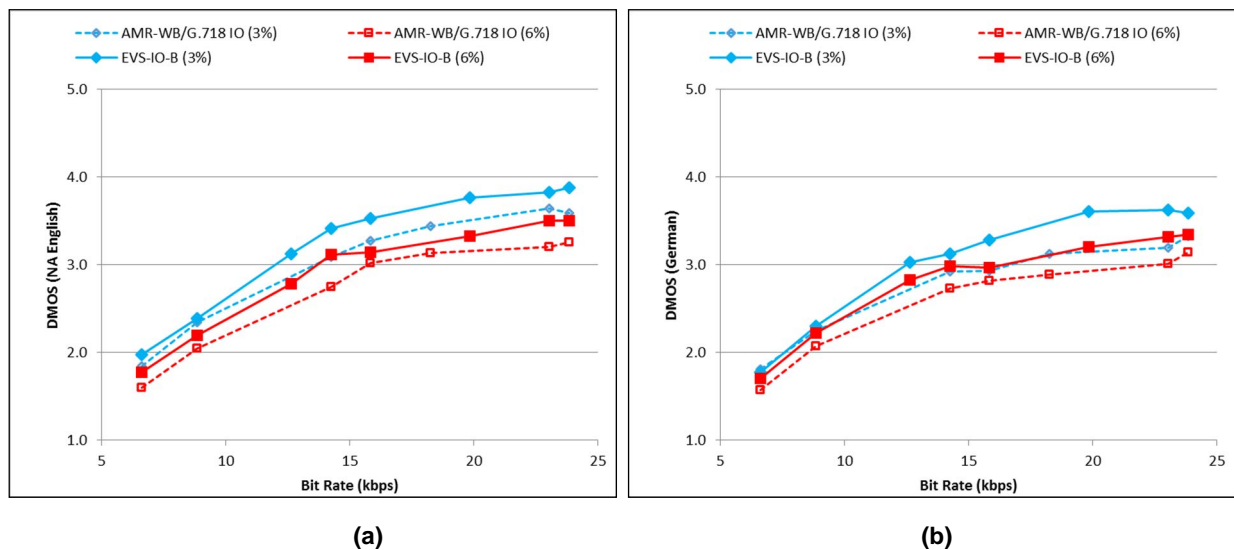 AMR-WB/G.718 IO (3%) AMR-WB/G.718 IO (6%)
EVS-IO-B (3%) EVS-IO-B (6%)
5.0
4.0
3.0
2.0
1.0
DMOS (NA English)
5 10 15 20 25
Bit Rate (kbps)
(a)
AMR-WB/G.718 IO (3%) AMR-WB/G.718 IO (6%)
EVS-IO-B (3%) EVS-IO-B (6%)
5.0
4.0
3.0
2.0
1.0
DMOS (German)
5 10 15 20 25
Bit Rate (kbps)
(b)